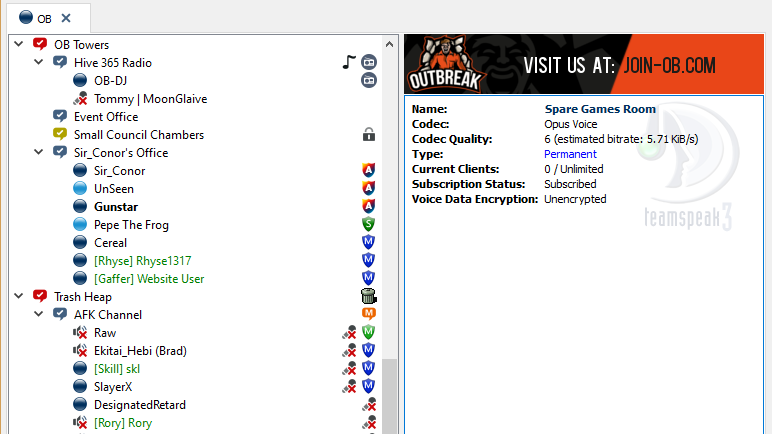 OB
OB Towers
Hive 365 Radio
OB-DJ
Tommy | MoonGlaive
Event Office
Small Council Chambers
Sir_Conor's Office
Sir_Conor
A
UnSeen
A
Gunstar
A
Pepe The Frog
S
Cereal
M
[Rhyse] Rhyse1317
M
[Gaffer] Website User
M
Trash Heap
AFK Channel
M
Raw
M
Ekitai_Hebi (Brad)
M
[Skill] skl
M
SlayerX
M
DesignatedRetard
[Rory] Rory
OUTBREAK
VISIT US AT: JOIN-OB.COM
Name: Spare Games Room
Codec: Opus Voice
Codec Quality: 6 (estimated bitrate: 5.71 KiB/s)
Type: Permanent
Current Clients: 0 / Unlimited
Subscription Status: Subscribed
Voice Data Encryption: Unencrypted
teamspeak 3